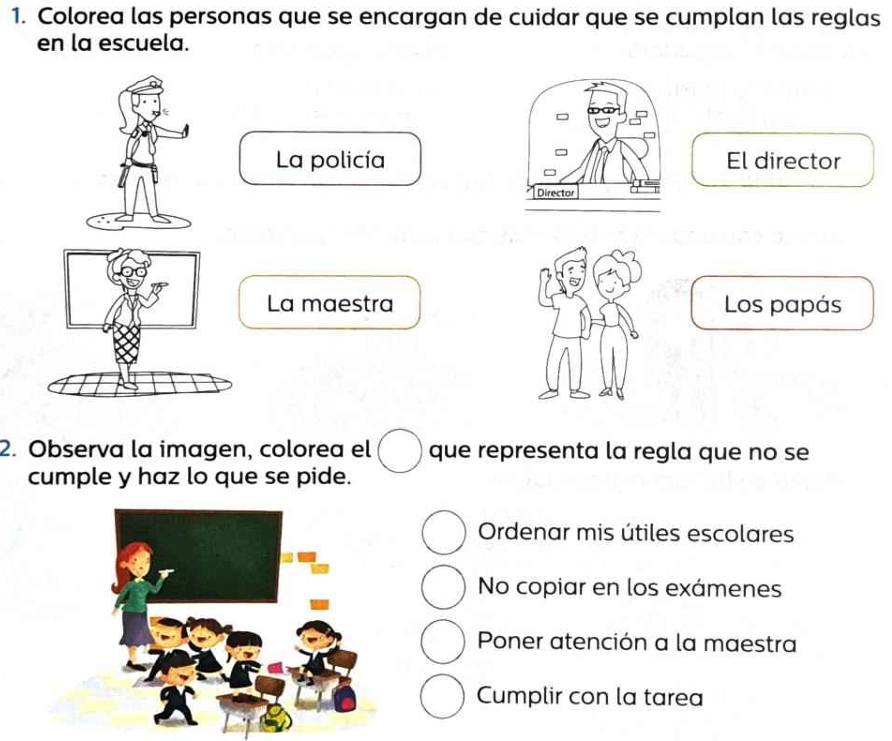 1. Colorea las personas que se encargan de cuidar que se cumplan las reglas
en la escuela.
La policía
El director
Director
La maestra
Los papás
2. Observa la imagen, colorea el que representa la regla que no se
cumple y haz lo que se pide.
Ordenar mis útiles escolares
No copiar en los exámenes
Poner atención a la maestra
Cumplir con la tarea